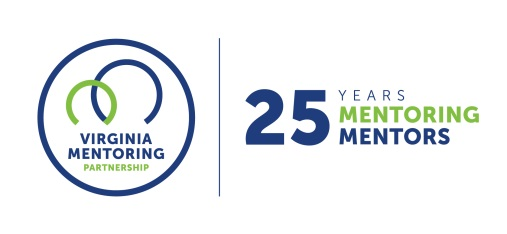 VIRGINIA
MENTORING
PARTNERSHIP
25
YEARS
MENTORING
MENTORS